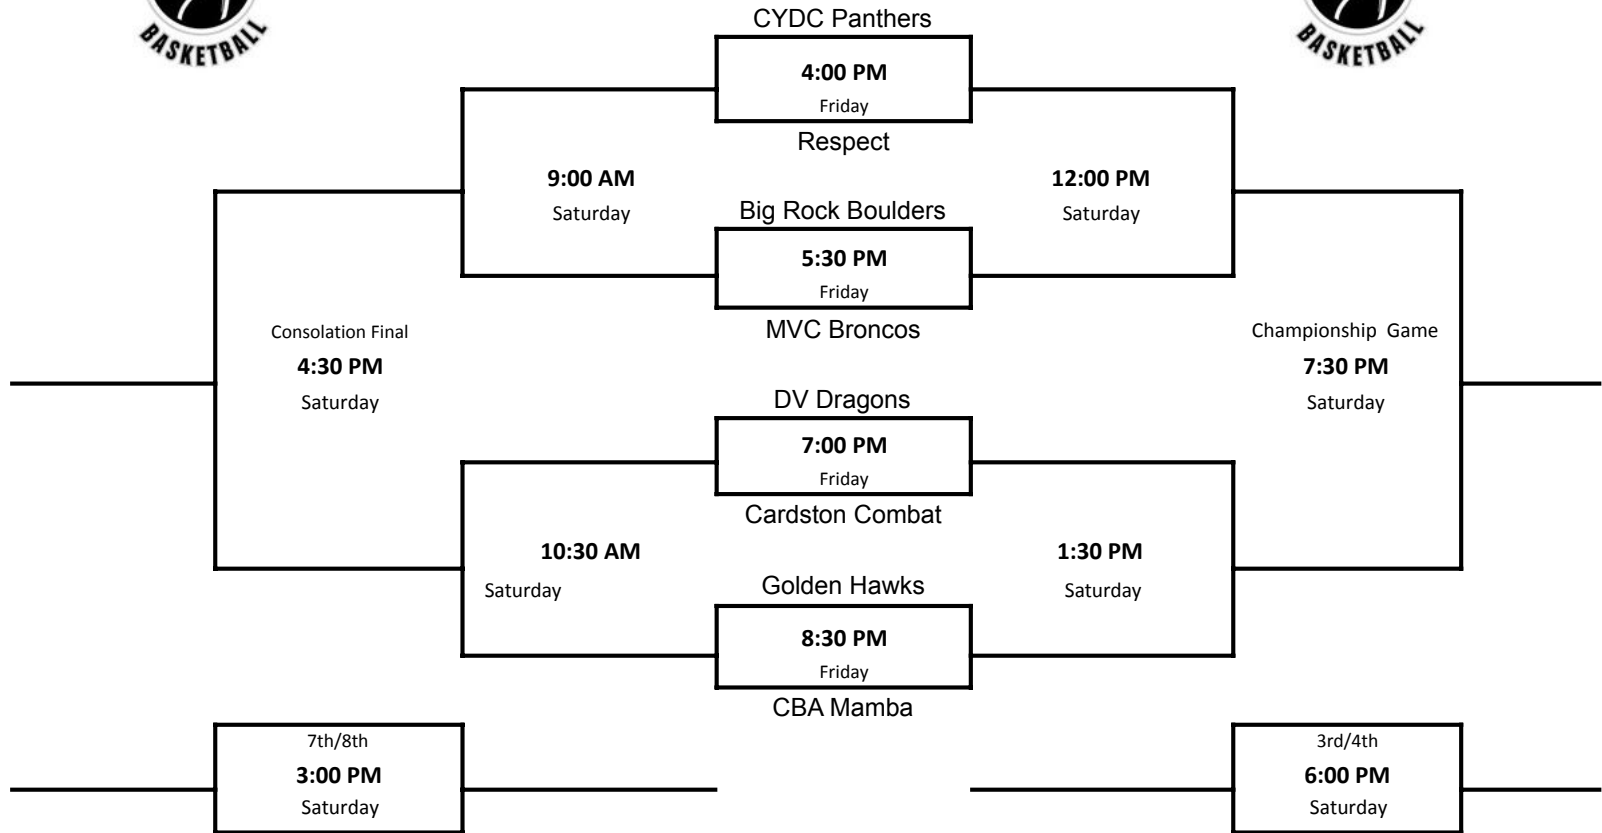 BASKETBALL
BASKETBALL
CYDC Panthers
4:00 PM
Friday
Respect
9:00 AM
Saturday
12:00 PM
Saturday
Big Rock Boulders
5:30 PM
Friday
MVC Broncos
Consolation Final
4:30 PM
Saturday
Championship Game
7:30 PM
Saturday
DV Dragons
7:00 PM
Friday
Cardston Combat
10:30 AM
Saturday
1:30 PM
Saturday
Golden Hawks
8:30 PM
Friday
CBA Mamba
7th/8th
3:00 PM
Saturday
3rd/4th
6:00 PM
Saturday